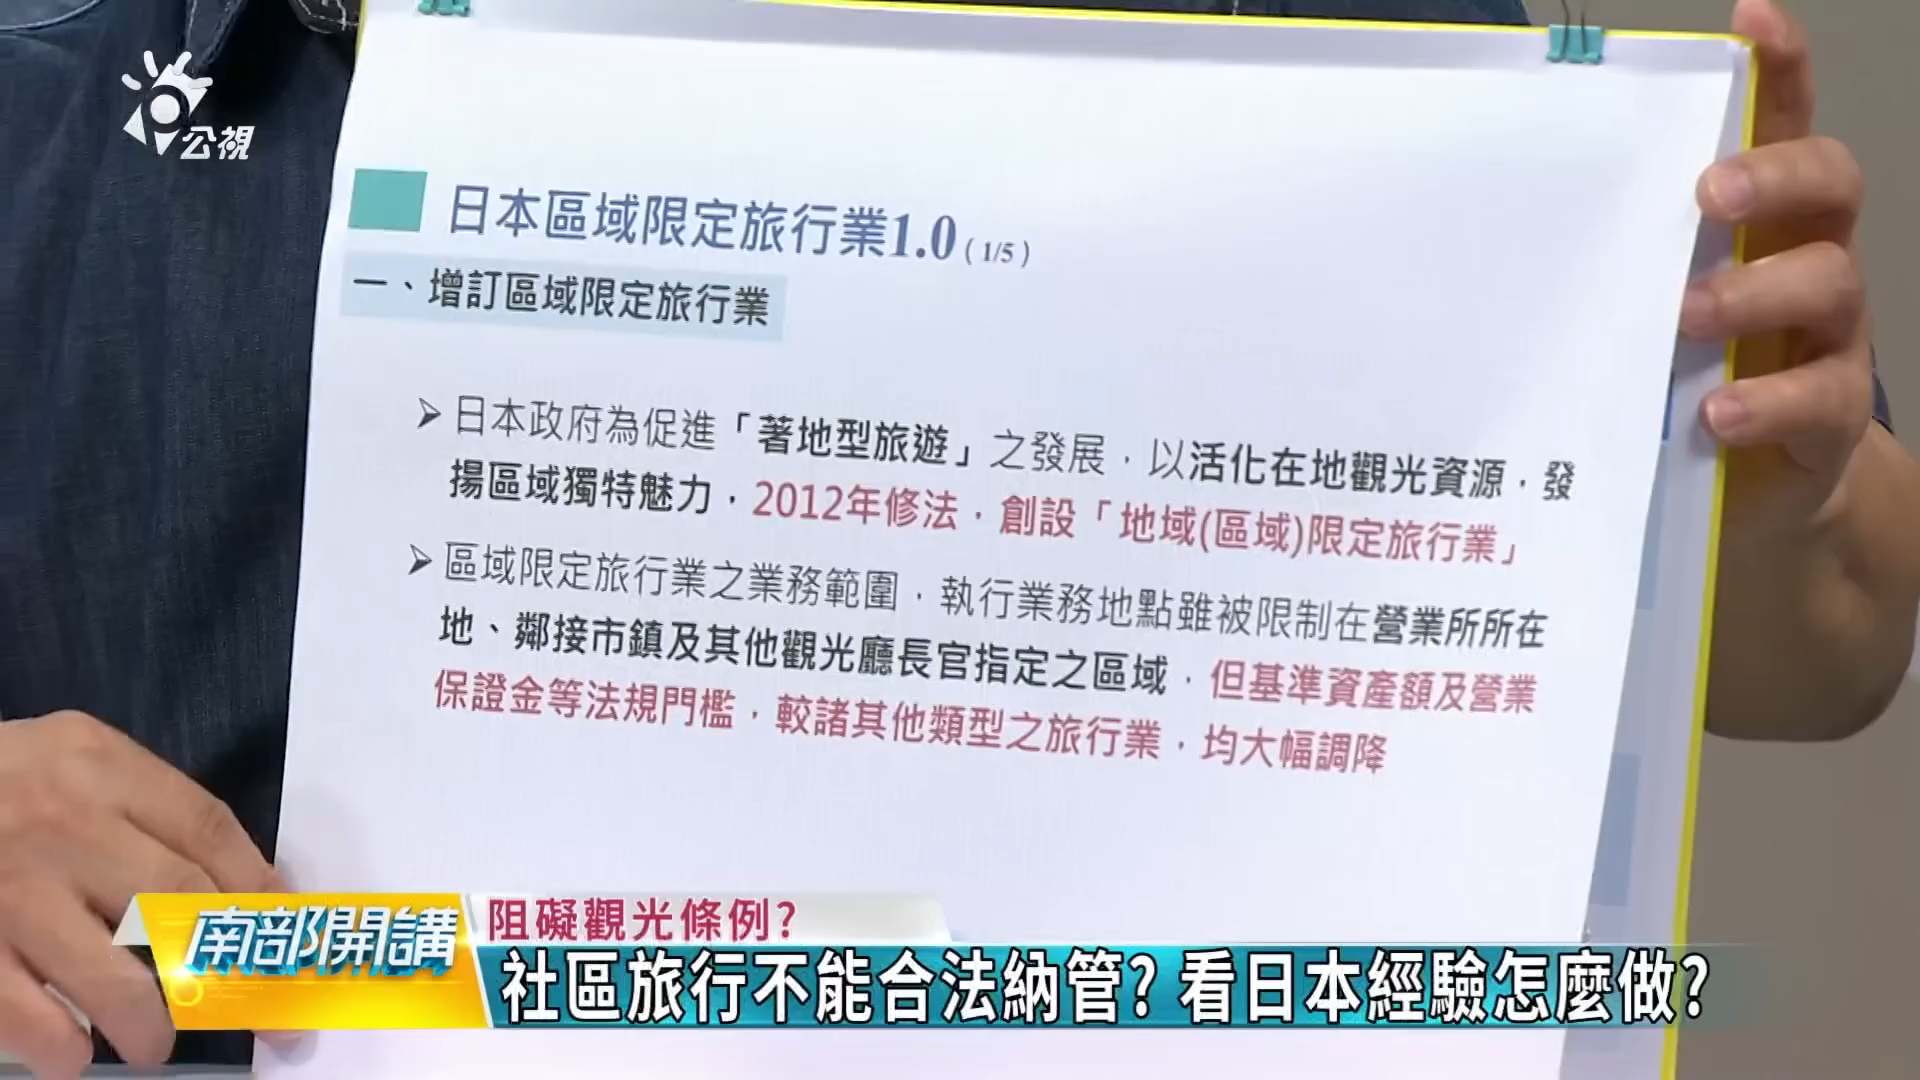 公視
日本區域限定旅行業1.0 (1/5)
一、增訂區域限定旅行業
➤ 日本政府為促進「著地型旅遊」之發展，以活化在地觀光資源，發
揚區域獨特魅力，2012年修法，創設「地域(區域)限定旅行業」
➤ 區域限定旅行業之業務範圍，執行業務地點雖被限制在營業所所在
地、鄰接市鎮及其他觀光廳長官指定之區域，但基準資產額及營業
保證金等法規門檻，較諸其他類型之旅行業，均大幅調降
南部開講
阻礙觀光條例?
社區旅行不能合法納管? 看日本經驗怎麼做?